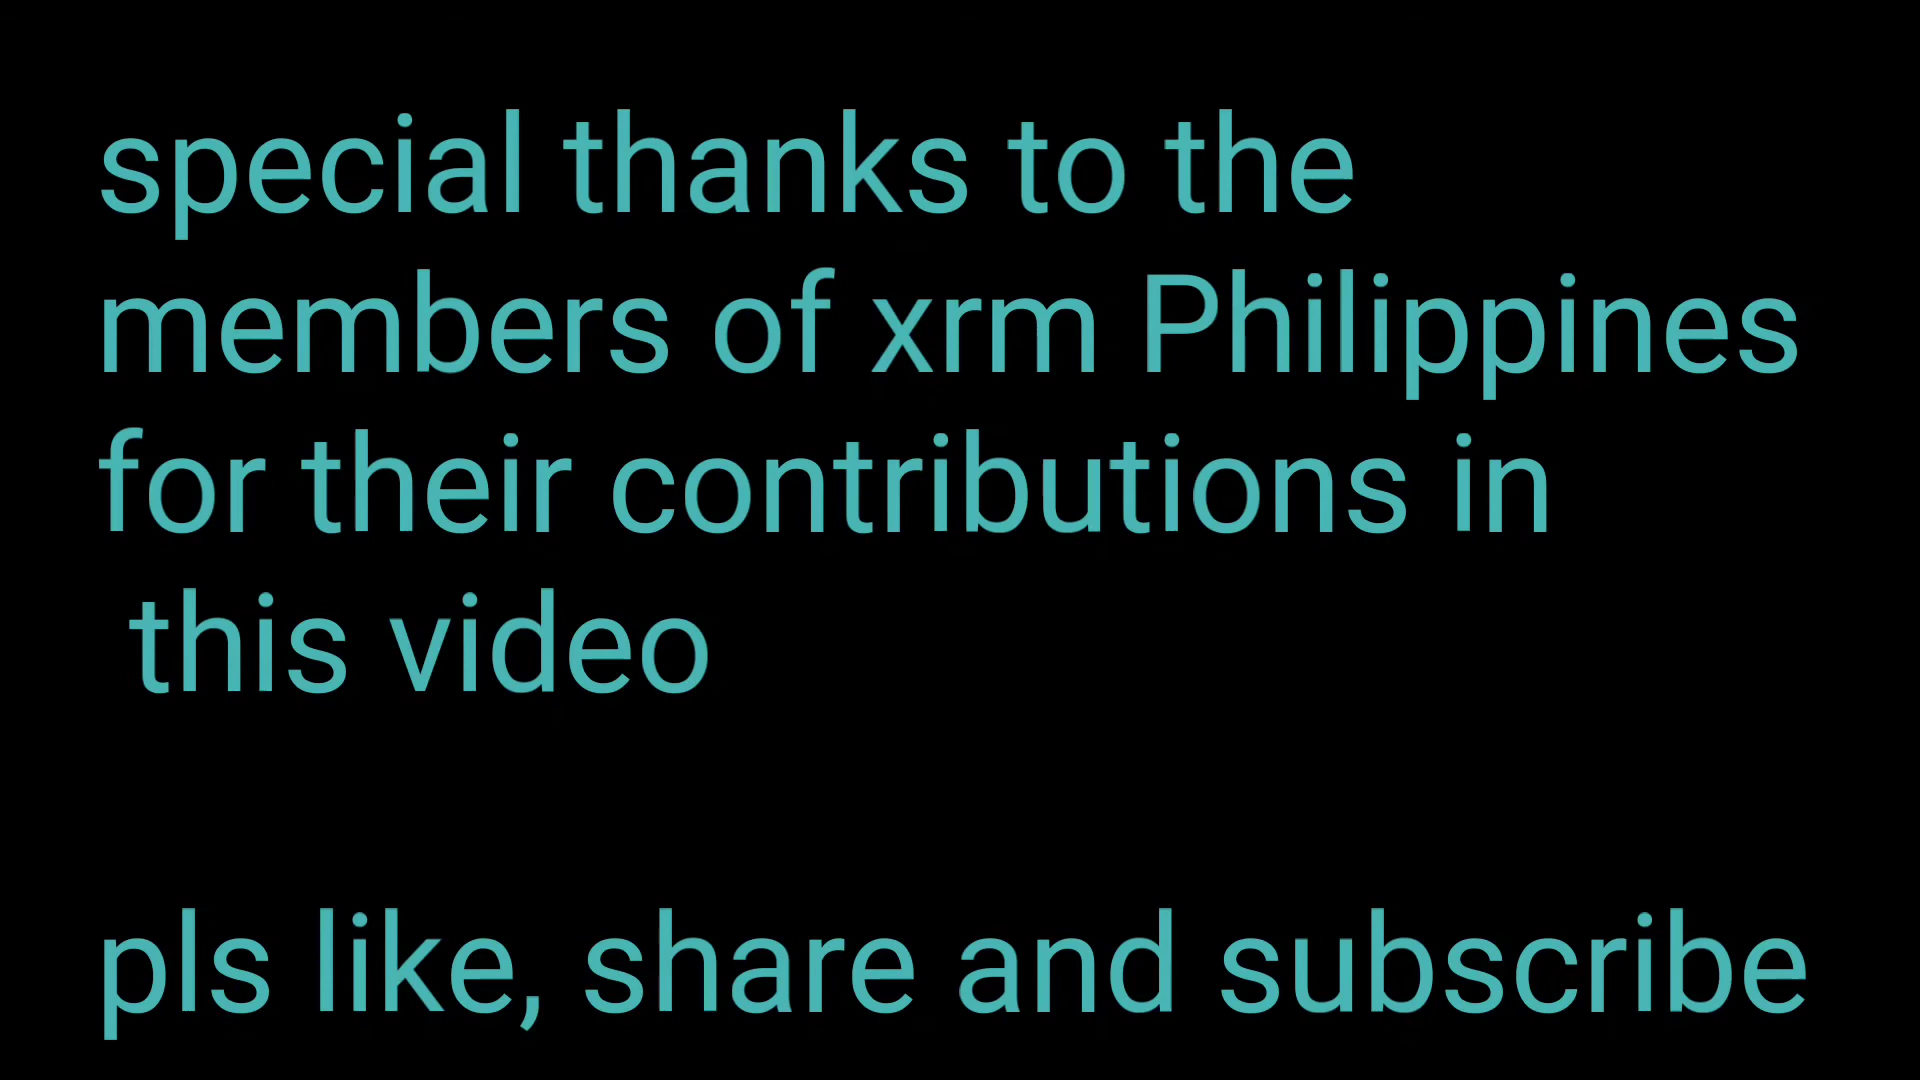 special thanks to the
members of xrm Philippines
for their contributions in
this video
pls like, share and subscribe